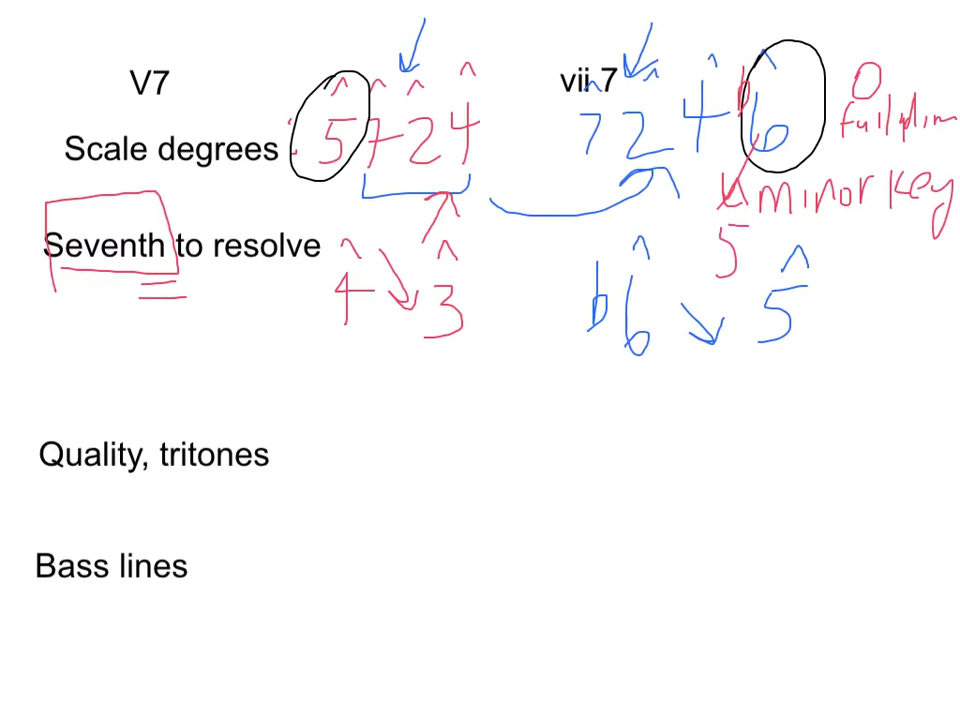 V7 vii 7
Scale degrees : 5 7 2 4 7 2 4 b6 O
full dim
minor key
5
Seventh to resolve
4 3 b6 5
Quality, tritones
Bass lines